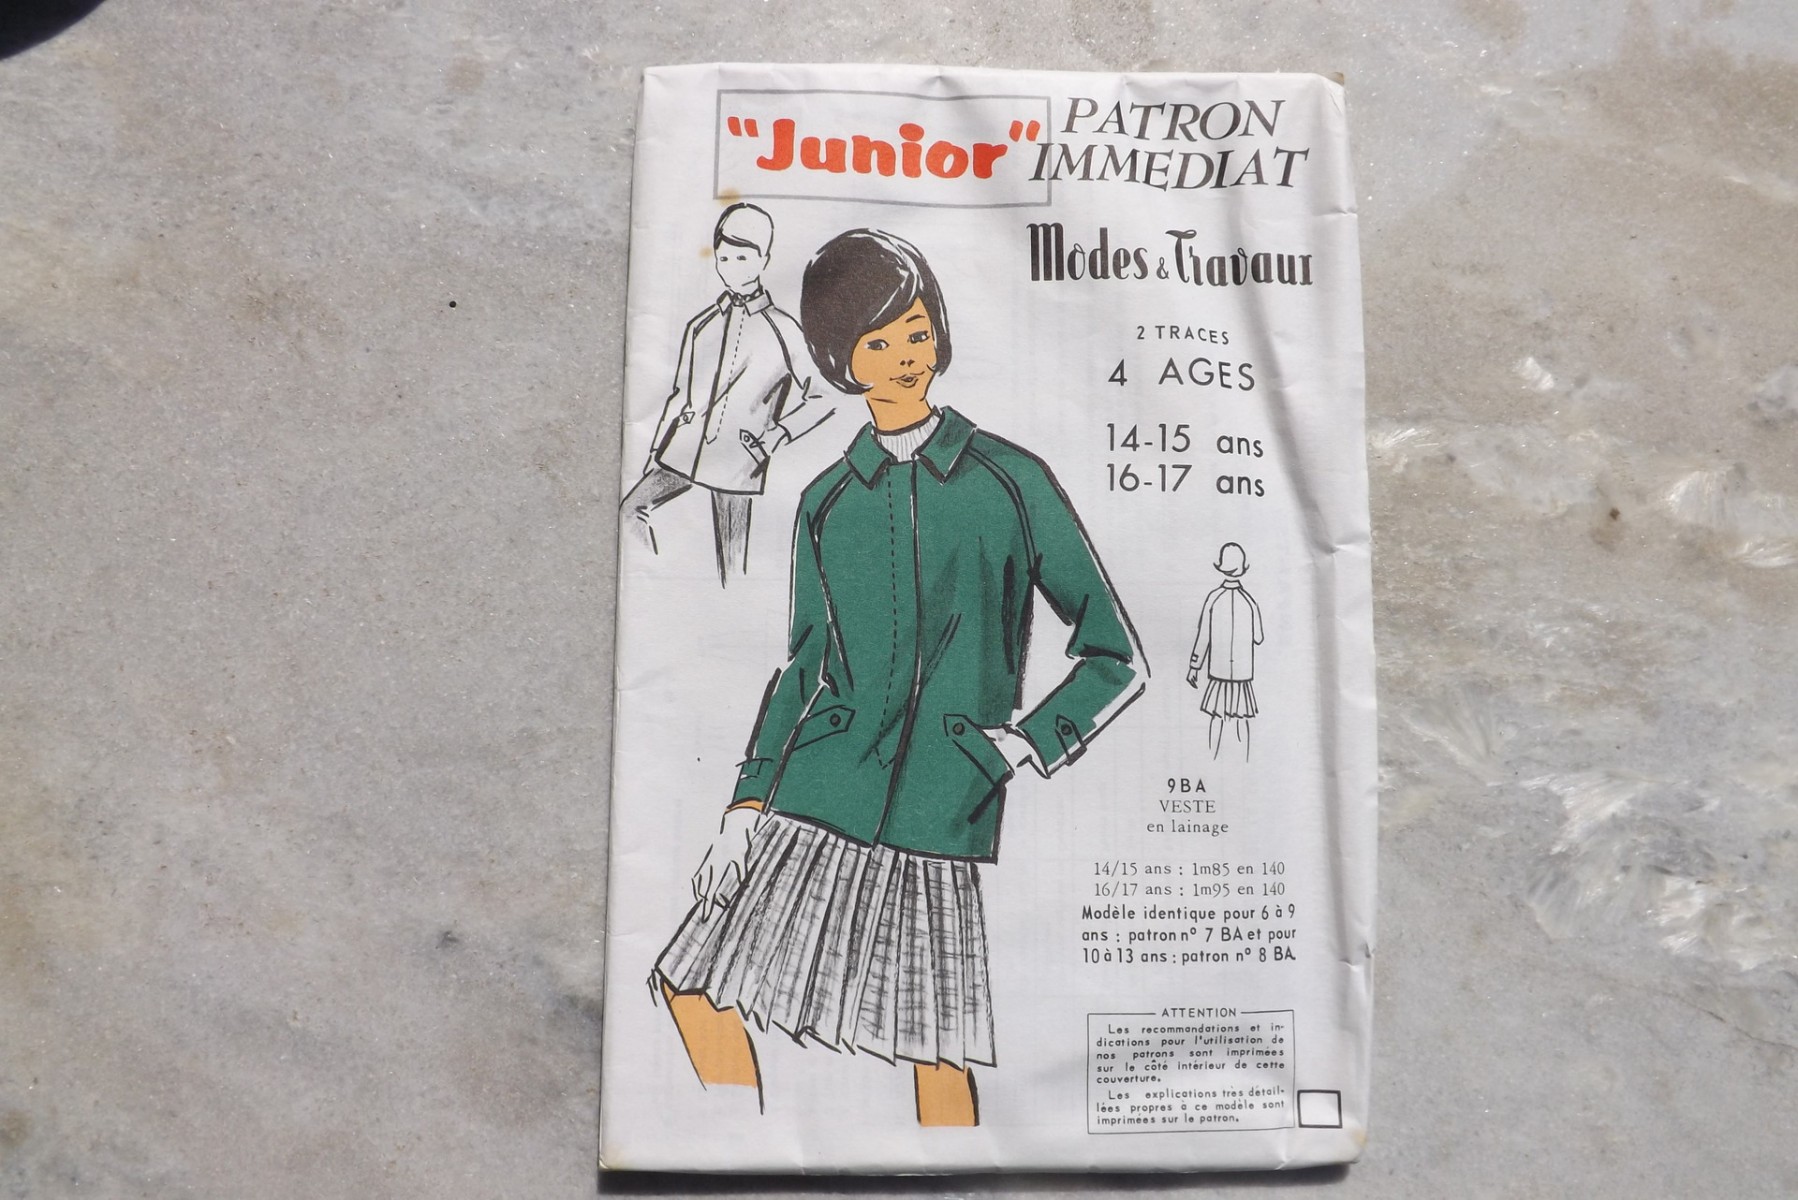 "Junior"
PATRON
IMMEDIAT
Modes & Travaux
2 TRACES
4 AGES
14-15 ans
16-17 ans
9BA
VESTE
en lainage
14/15 ans : 1m85 en 140
16/17 ans : 1m95 en 140
Modèle identique pour 6 à 9
ans : patron nº 7 BA et pour
10 à 13 ans : patron nº 8 BA.
ATTENTION
Les recommandations et in-
dications pour l'utilisation de
nos patrons sont imprimées
sur le côté intérieur de cette
couverture.
Les explications très détail-
lées propres à ce modèle sont
imprimées sur le patron.